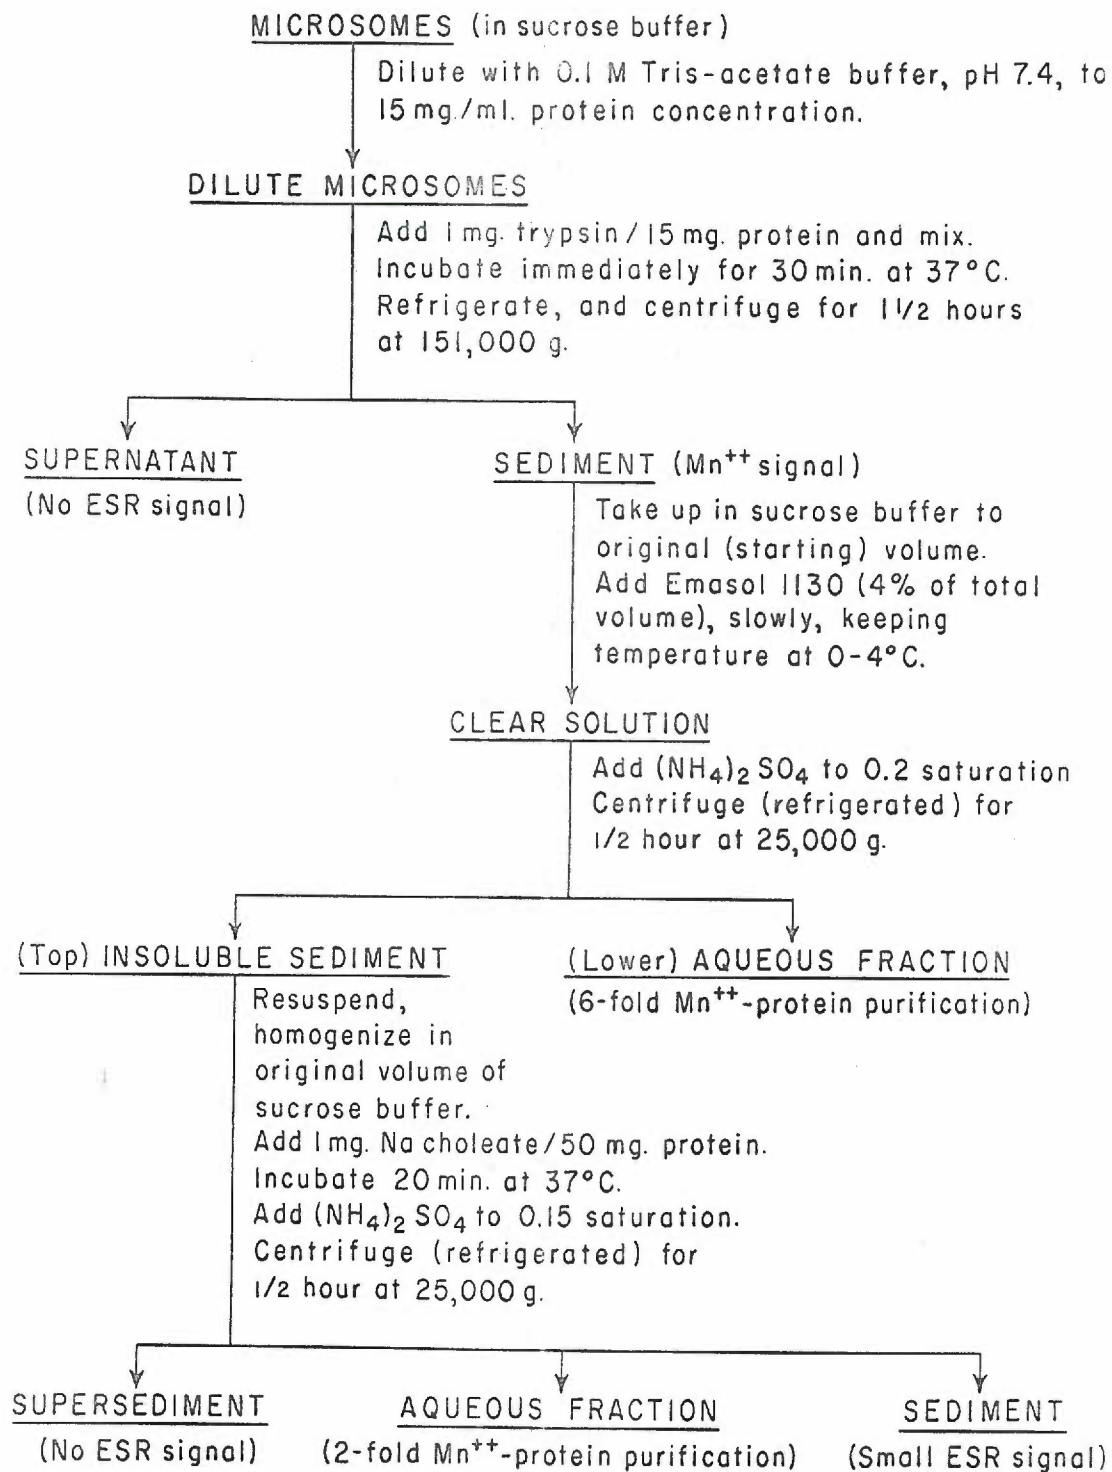 MICROSOMES (in sucrose buffer)
Dilute with 0.1 M Tris-acetate buffer, pH 7.4, to
15 mg./ml. protein concentration.
DILUTE MICROSOMES
Add 1 mg. trypsin/15 mg. protein and mix.
Incubate immediately for 30 min. at 37°C.
Refrigerate, and centrifuge for 1 1/2 hours
at 151,000 g.
SUPERNATANT
(No ESR signal)
SEDIMENT (Mn++ signal)
Take up in sucrose buffer to
original (starting) volume.
Add Emasol 1130 (4% of total
volume), slowly, keeping
temperature at 0-4°C.
CLEAR SOLUTION
Add (NH4)2 SO4 to 0.2 saturation
Centrifuge (refrigerated) for
1/2 hour at 25,000 g.
(Top) INSOLUBLE SEDIMENT
Resuspend,
homogenize in
original volume of
sucrose buffer.
Add 1 mg. Na choleate/50 mg. protein.
Incubate 20 min. at 37°C.
Add (NH4)2 SO4 to 0.15 saturation.
Centrifuge (refrigerated) for
1/2 hour at 25,000 g.
(Lower) AQUEOUS FRACTION
(6-fold Mn++-protein purification)
SUPERSEDIMENT
(No ESR signal)
AQUEOUS FRACTION
(2-fold Mn++-protein purification)
SEDIMENT
(Small ESR signal)